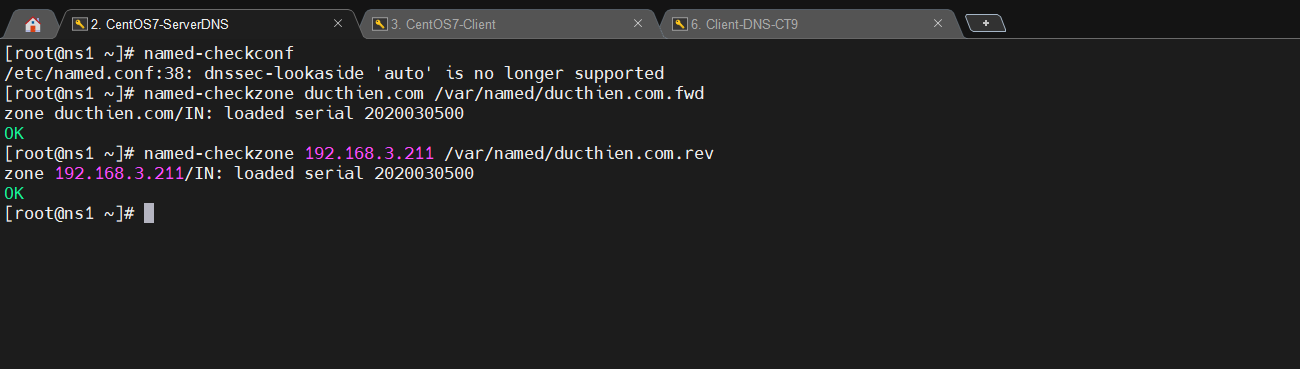 2. CentOS7-ServerDNS
3. CentOS7-Client
6. Client-DNS-CT9
[root@ns1 ~]# named-checkconf
/etc/named.conf:38: dnssec-lookaside 'auto' is no longer supported
[root@ns1 ~]# named-checkzone ducthien.com /var/named/ducthien.com.fwd
zone ducthien.com/IN: loaded serial 2020030500
OK
[root@ns1 ~]# named-checkzone 192.168.3.211 /var/named/ducthien.com.rev
zone 192.168.3.211/IN: loaded serial 2020030500
OK
[root@ns1 ~]#